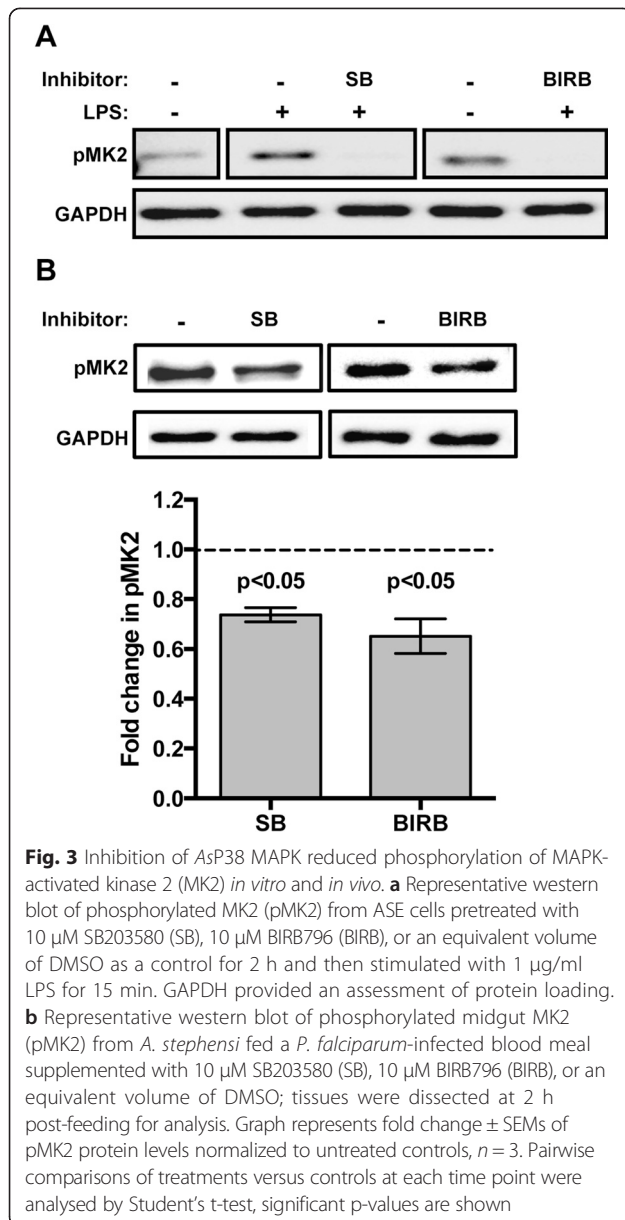 A
Inhibitor: - - SB - BIRB
LPS: - + + - +
pMK2
GAPDH
B
Inhibitor: - SB - BIRB
pMK2
GAPDH
Fold change in pMK2
1.2
1.0
0.8
0.6
0.4
0.2
0.0
p<0.05 p<0.05
SB BIRB
Fig. 3 Inhibition of AsP38 MAPK reduced phosphorylation of MAPK-
activated kinase 2 (MK2) in vitro and in vivo. a Representative western
blot of phosphorylated MK2 (pMK2) from ASE cells pretreated with
10 μM SB203580 (SB), 10 μM BIRB796 (BIRB), or an equivalent volume
of DMSO as a control for 2 h and then stimulated with 1 μg/ml
LPS for 15 min. GAPDH provided an assessment of protein loading.
b Representative western blot of phosphorylated midgut MK2
(pMK2) from A. stephensi fed a P. falciparum-infected blood meal
supplemented with 10 μM SB203580 (SB), 10 μM BIRB796 (BIRB), or an
equivalent volume of DMSO; tissues were dissected at 2 h
post-feeding for analysis. Graph represents fold change ± SEMs of
pMK2 protein levels normalized to untreated controls, n = 3. Pairwise
comparisons of treatments versus controls at each time point were
analysed by Student's t-test, significant p-values are shown